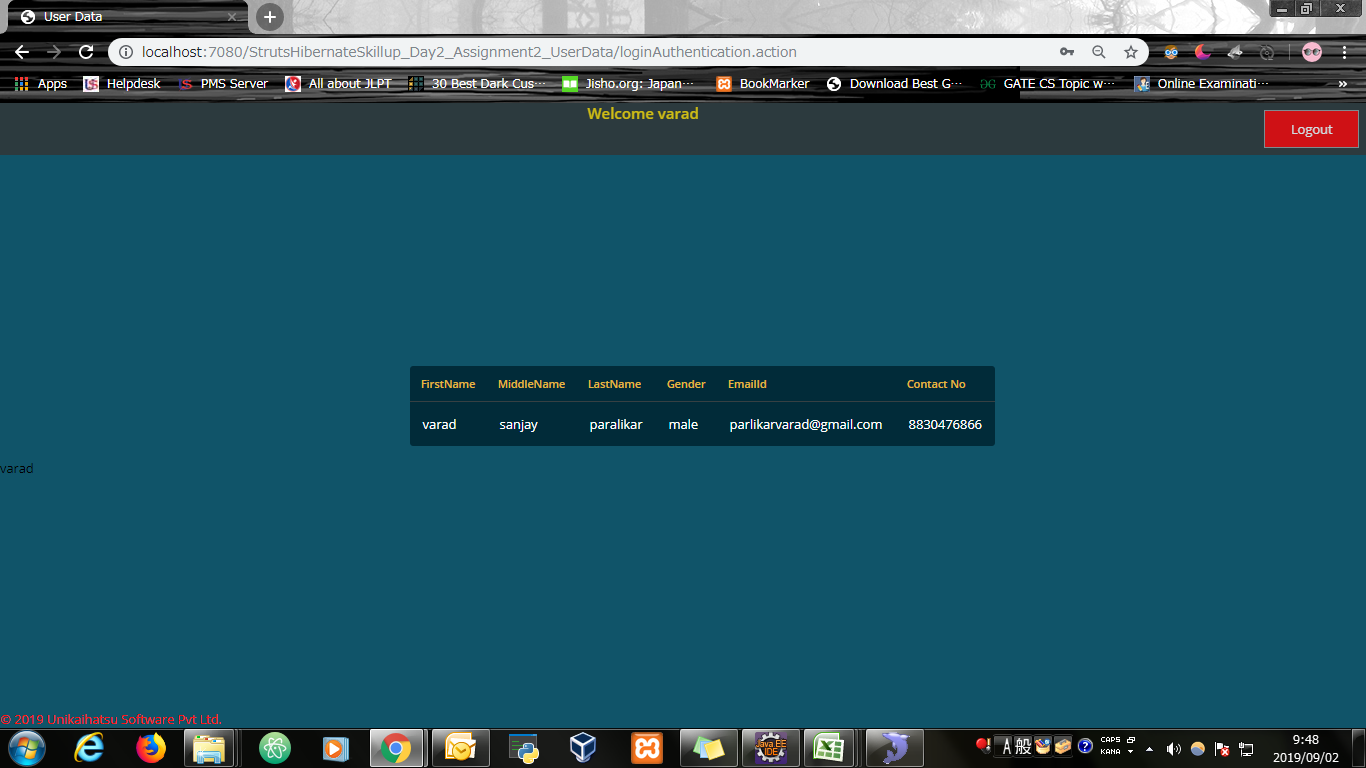 User Data
localhost:7080/StrutsHibernateSkillup_Day2_Assignment2_UserData/loginAuthentication.action
Apps Helpdesk PMS Server All about JLPT 30 Best Dark Cus… Jisho.org: Japan… BookMarker Download Best G… GATE CS Topic w… Online Examinati… »
Welcome varad
Logout
FirstName MiddleName LastName Gender EmailId Contact No
varad sanjay paralikar male parlikarvarad@gmail.com 8830476866
varad
© 2019 Unikaihatsu Software Pvt Ltd.
Java EE IDE
A 般 CAPS KANA
9:48
2019/09/02